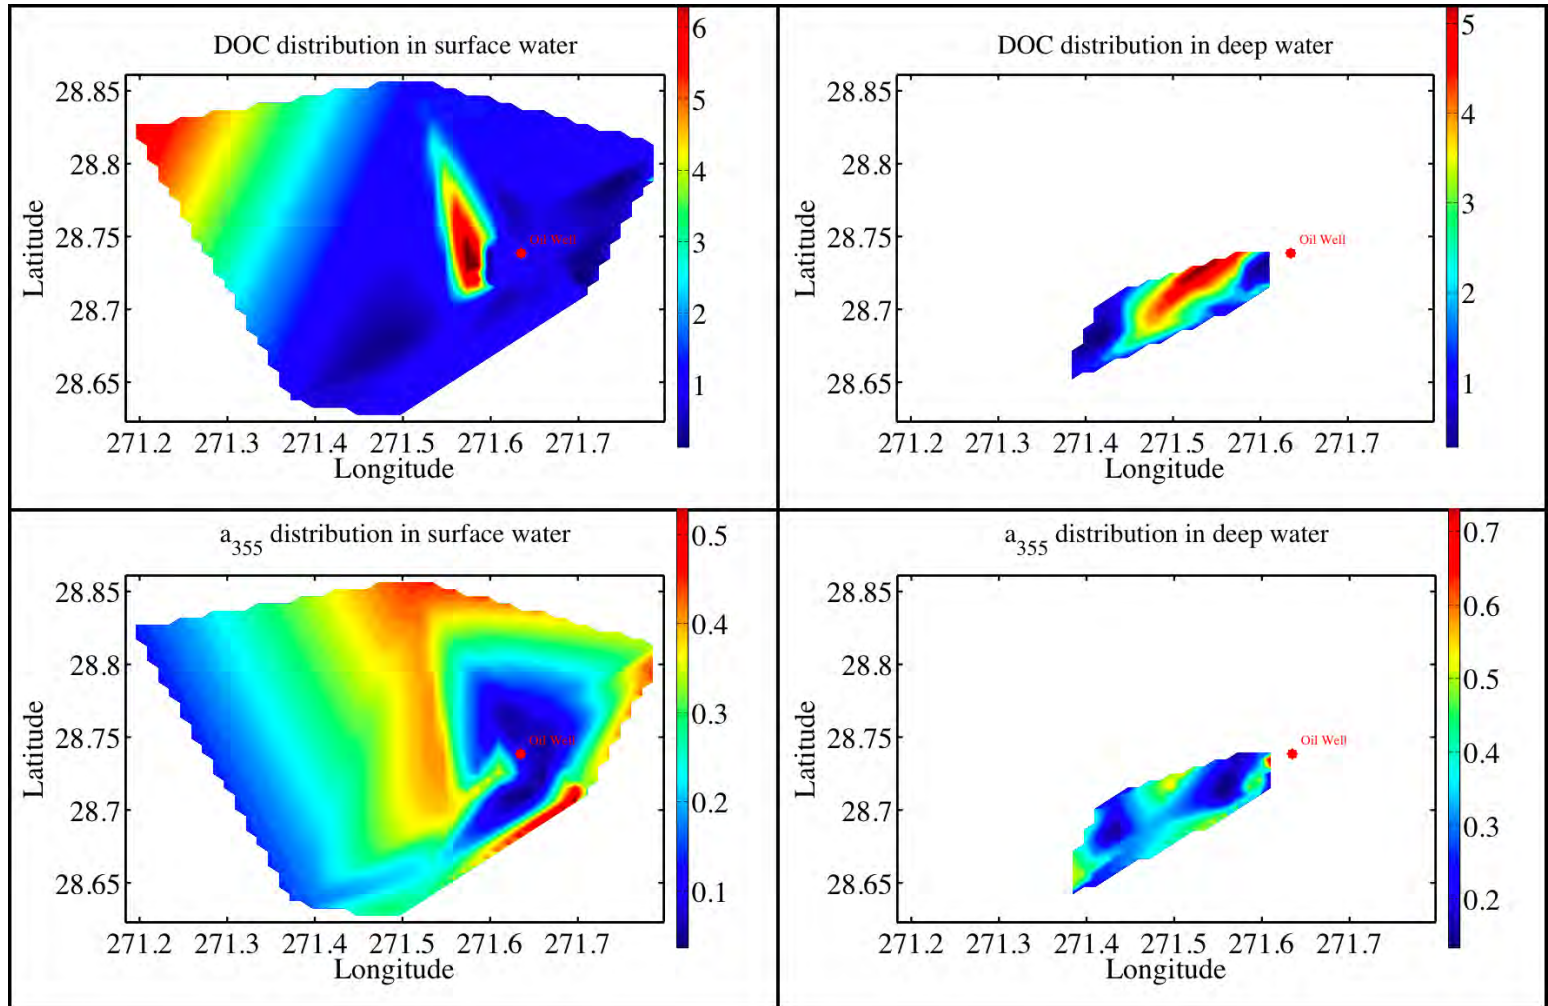 DOC distribution in surface water
6
5
4
3
2
1
28.85
28.8
28.75
28.7
28.65
Latitude
Oil Well
271.2 271.3 271.4 271.5 271.6 271.7
Longitude
DOC distribution in deep water
5
4
3
2
1
28.85
28.8
28.75
28.7
28.65
Latitude
Oil Well
271.2 271.3 271.4 271.5 271.6 271.7
Longitude
a355 distribution in surface water
0.5
0.4
0.3
0.2
0.1
28.85
28.8
28.75
28.7
28.65
Latitude
Oil Well
271.2 271.3 271.4 271.5 271.6 271.7
Longitude
a355 distribution in deep water
0.7
0.6
0.5
0.4
0.3
0.2
28.85
28.8
28.75
28.7
28.65
Latitude
Oil Well
271.2 271.3 271.4 271.5 271.6 271.7
Longitude